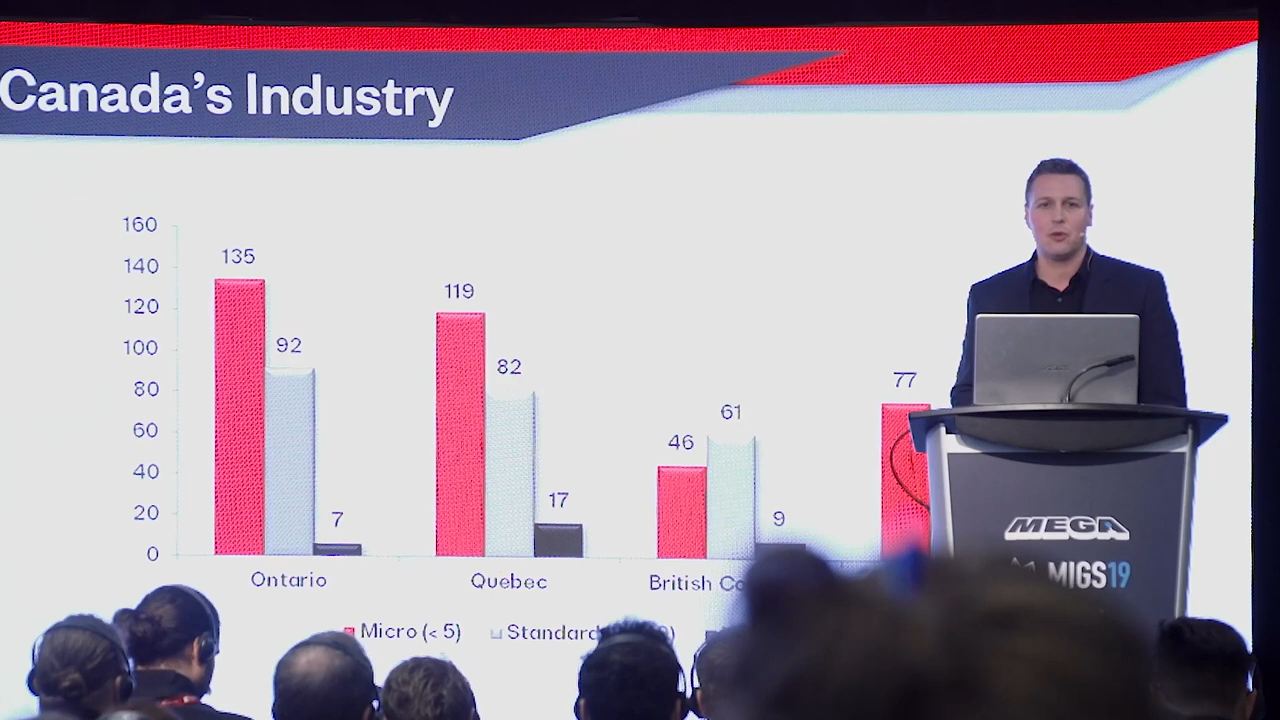 Canada's Industry
160
140
120
100
80
60
40
20
0
135
92
7
119
82
17
46
61
9
77
Ontario
Quebec
British
Micro (< 5)
Standard
MEGA
MIGS19